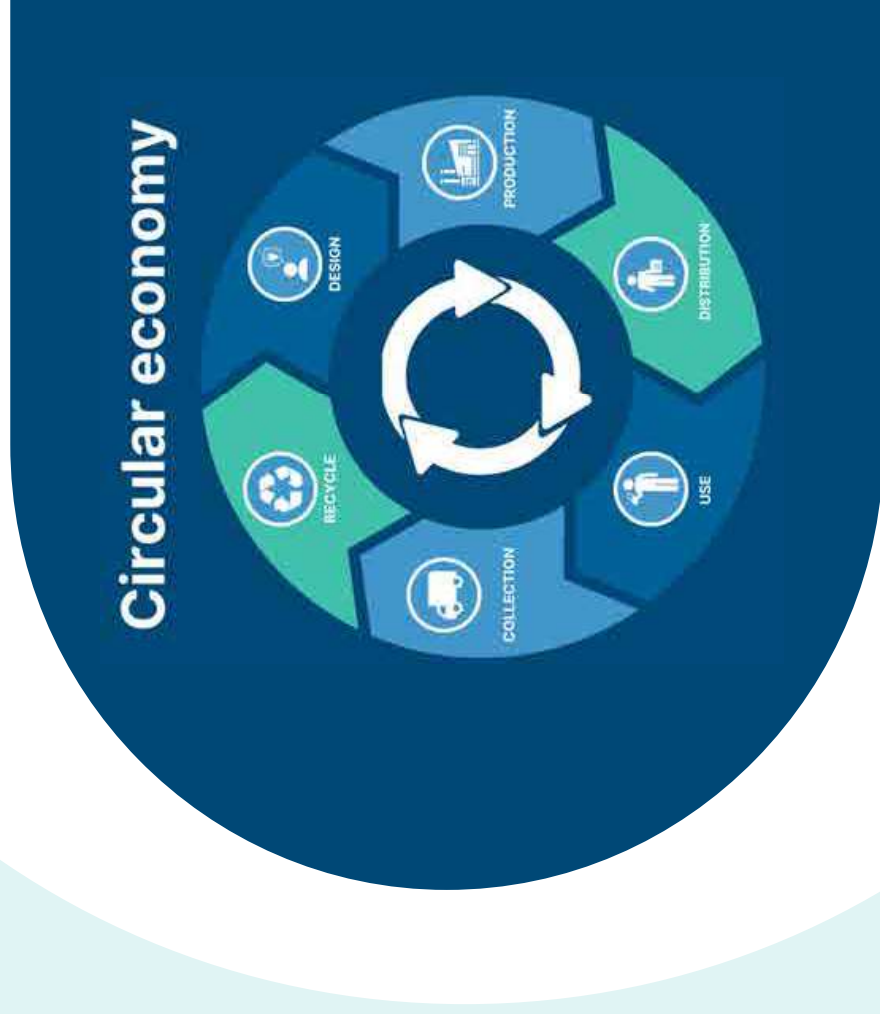 Circular economy
DESIGN
PRODUCTION
DISTRIBUTION
USE
COLLECTION
RECYCLE